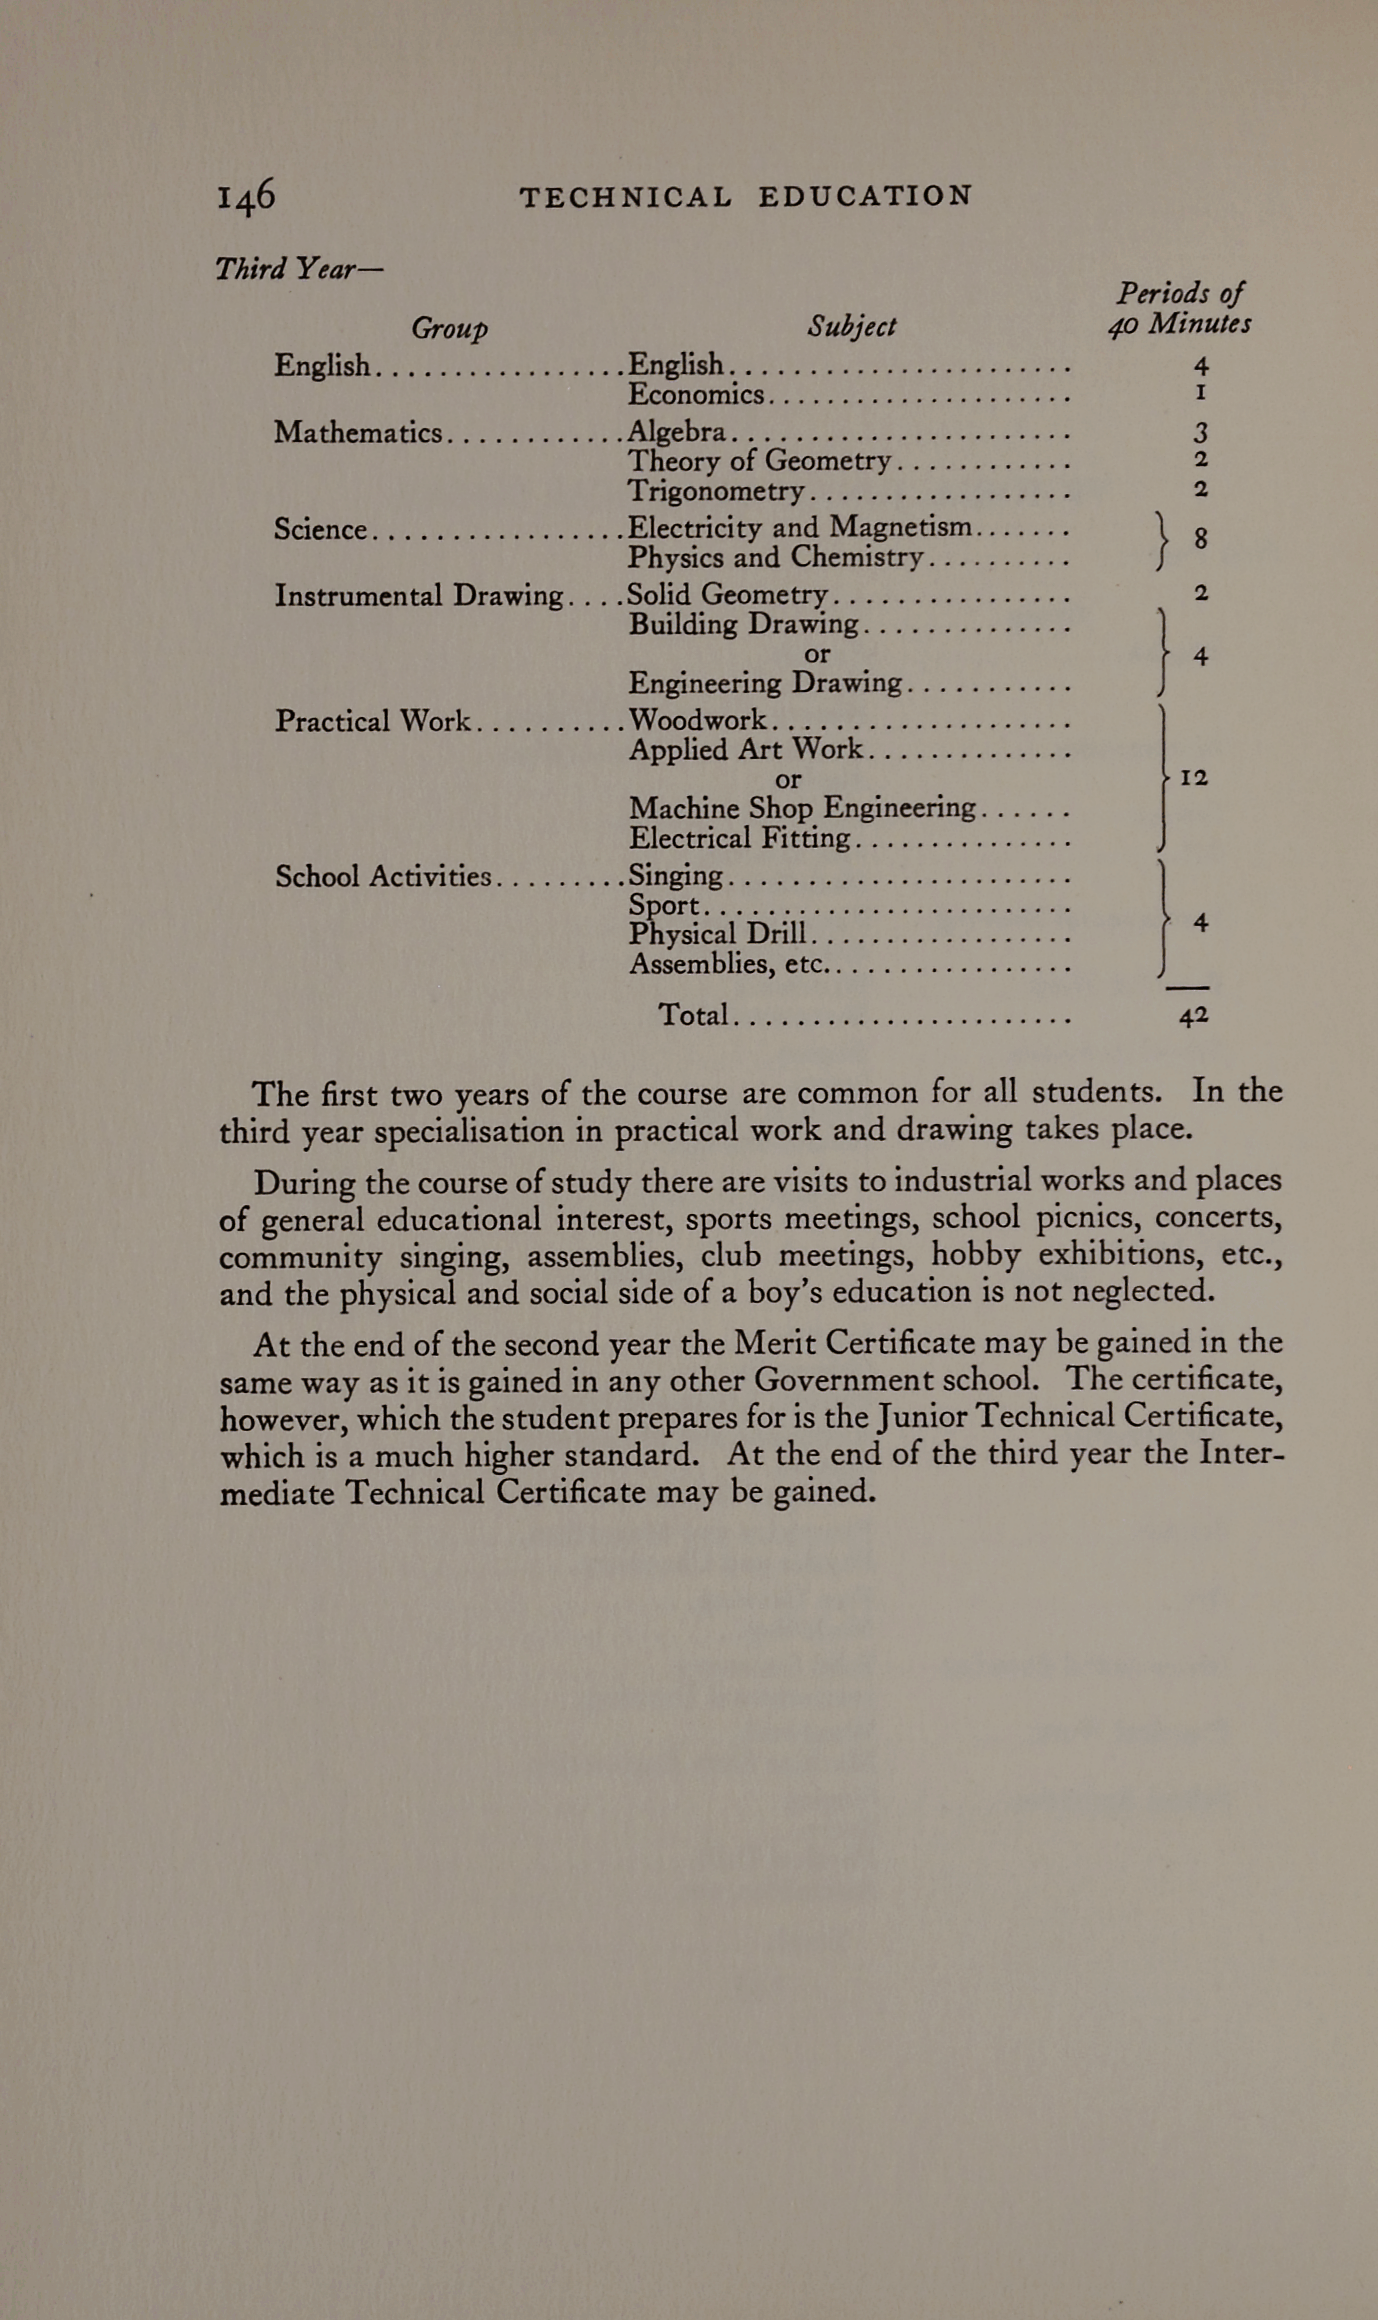 146 TECHNICAL EDUCATION
Third Year—
Periods of
Group Subject 40 Minutes
English.................English....................... 4
Economics..................... 1
Mathematics............Algebra....................... 3
Theory of Geometry............ 2
Trigonometry.................. 2
Science.................Electricity and Magnetism.......
Physics and Chemistry.......... } 8
Instrumental Drawing....Solid Geometry................ 2
Building Drawing..............
or } 4
Engineering Drawing...........
Practical Work..........Woodwork.....................
Applied Art Work..............
or } 12
Machine Shop Engineering......
Electrical Fitting...............
School Activities.........Singing.......................
Sport.........................
Physical Drill.................. } 4
Assemblies, etc.................
Total....................... 42
The first two years of the course are common for all students. In the
third year specialisation in practical work and drawing takes place.
During the course of study there are visits to industrial works and places
of general educational interest, sports meetings, school picnics, concerts,
community singing, assemblies, club meetings, hobby exhibitions, etc.,
and the physical and social side of a boy's education is not neglected.
At the end of the second year the Merit Certificate may be gained in the
same way as it is gained in any other Government school. The certificate,
however, which the student prepares for is the Junior Technical Certificate,
which is a much higher standard. At the end of the third year the Inter-
mediate Technical Certificate may be gained.